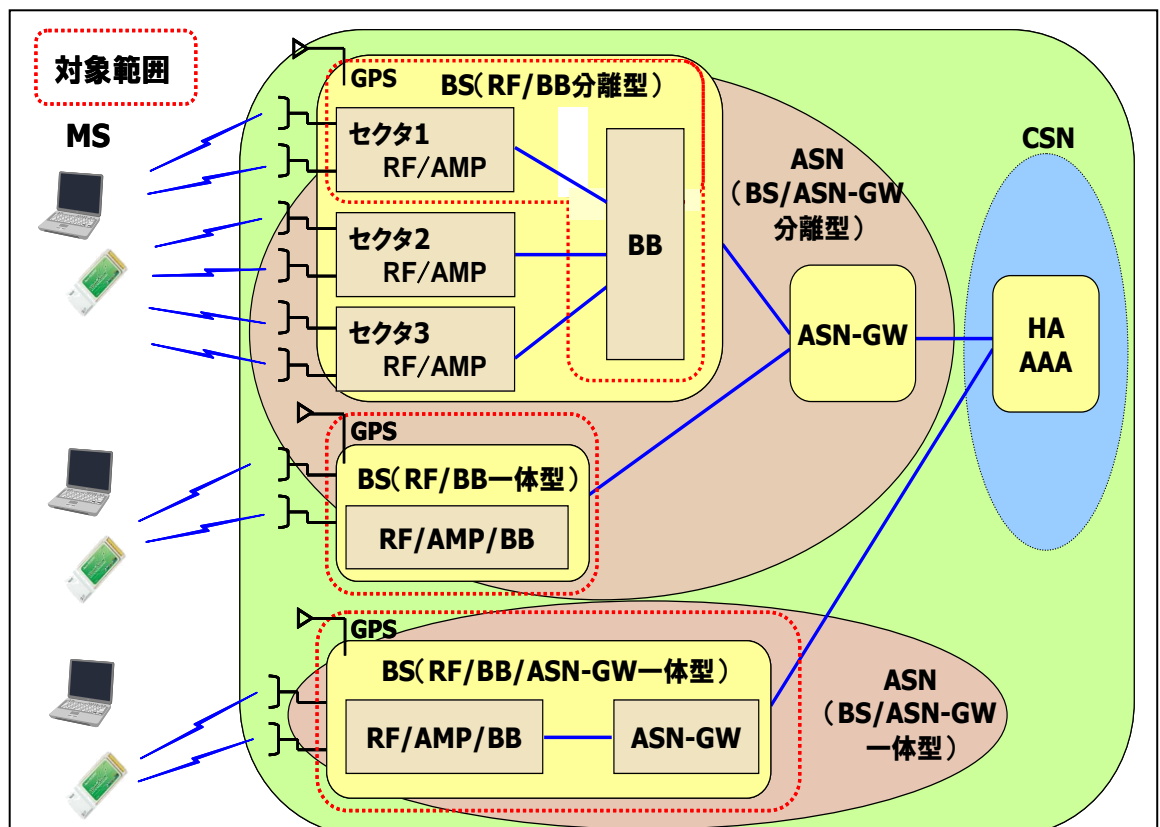 対象範囲
MS
GPS
BS(RF/BB分離型)
セクタ1
RF/AMP
セクタ2
RF/AMP
セクタ3
RF/AMP
BB
ASN
(BS/ASN-GW
分離型)
ASN-GW
CSN
HA
AAA
GPS
BS(RF/BB一体型)
RF/AMP/BB
GPS
BS(RF/BB/ASN-GW一体型)
RF/AMP/BB
ASN-GW
ASN
(BS/ASN-GW
一体型)